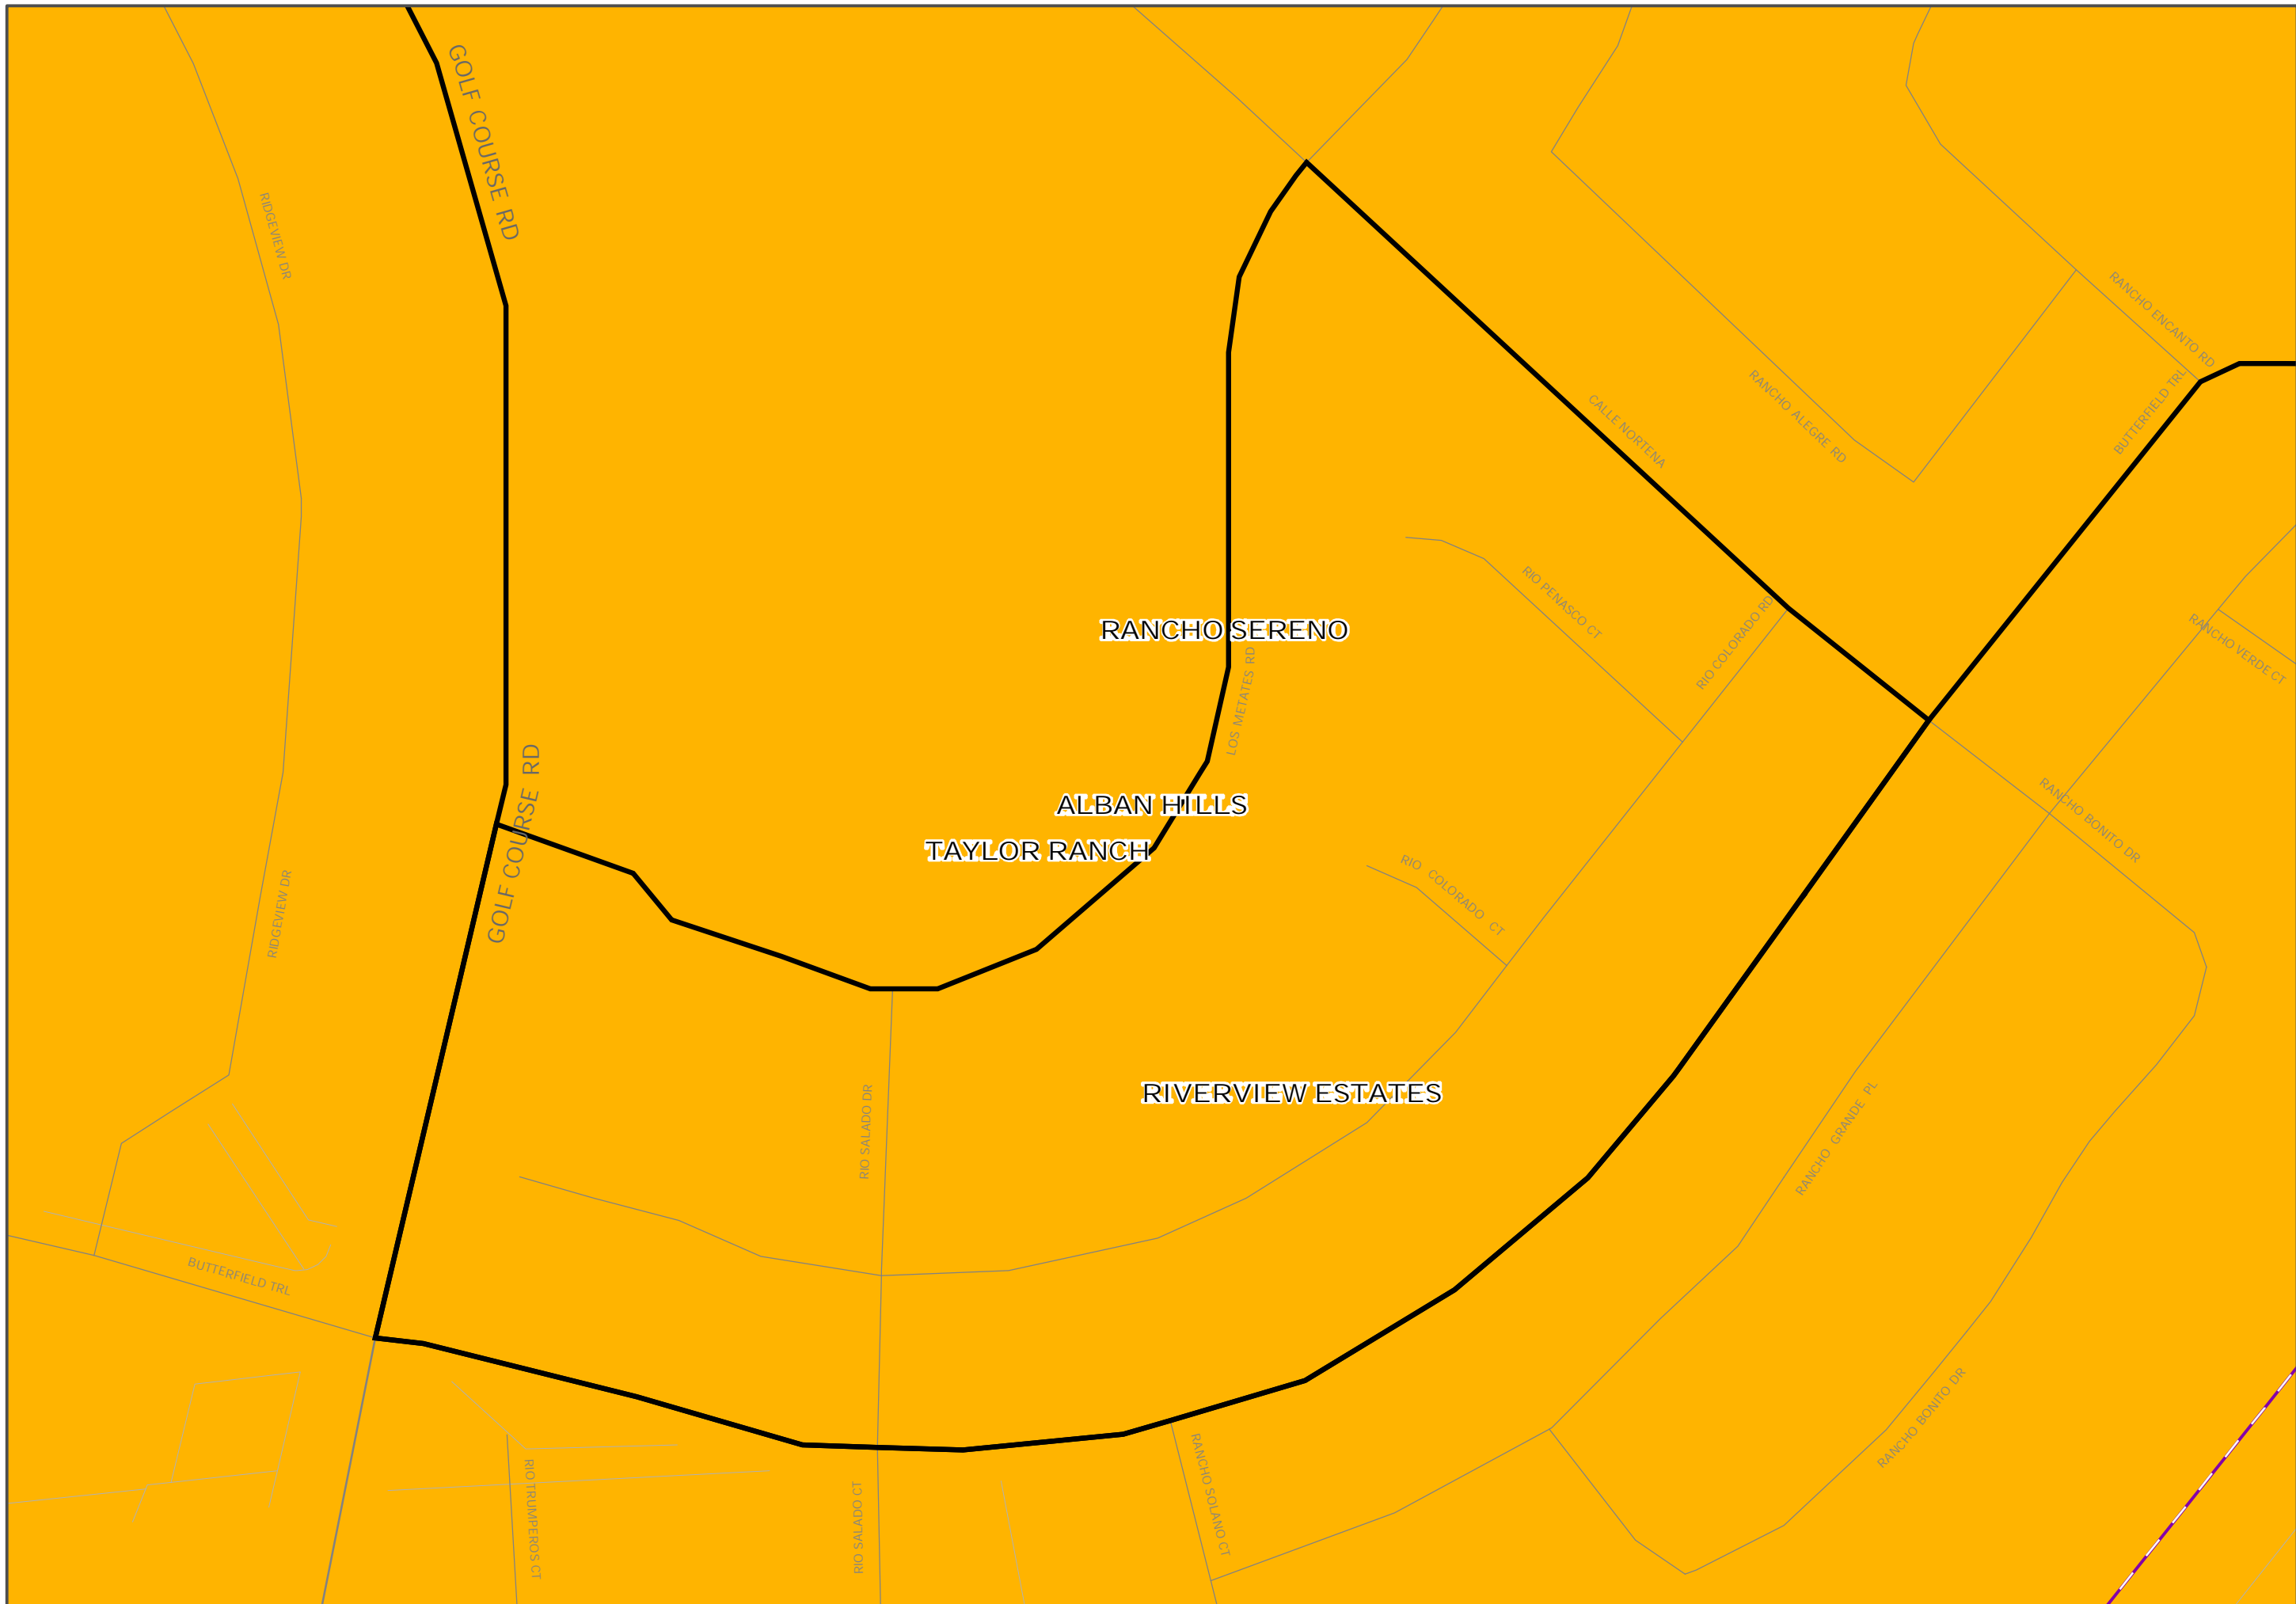 GOLF COURSE RD
RIDGEVIEW DR
RANCHO ENCANTO RD
BUTTERFIELD TRL
RANCHO ALEGRE RD
CALLE NORTENA
RIO PENASCO CT
RIO COLORADO RD
RANCHO VERDE CT
RANCHO SERENO
LOS METATES RD
GOLF COURSE RD
ALBAN HILLS
RANCHO BONITO DR
TAYLOR RANCH
RIO COLORADO CT
RIDGEVIEW DR
RIVERVIEW ESTATES
RIO SALADO DR
RANCHO GRANDE PL
BUTTERFIELD TRL
RANCHO BONITO DR
RANCHO SOLANO CT
RIO TRUMPEROS CT
RIO SALADO CT